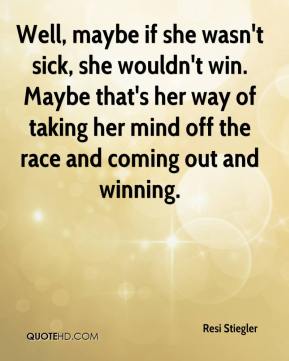 Well, maybe if she wasn't
sick, she wouldn't win.
Maybe that's her way of
taking her mind off the
race and coming out and
winning.
Resi Stiegler
QUOTEHD.COM